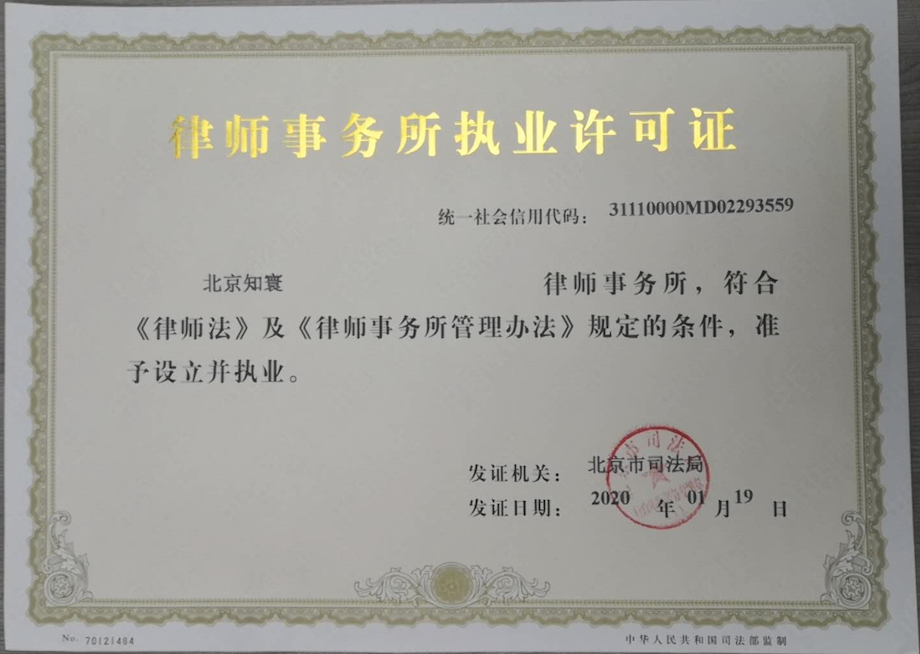 律师事务所执业许可证
统一社会信用代码： 31110000MD02293559
北京知寰 律师事务所，符合
《律师法》及《律师事务所管理办法》规定的条件，准
予设立并执业。
发证机关： 北京市司法局
发证日期： 2020 年 01 月 19 日
No. 70121464
中华人民共和国司法部监制